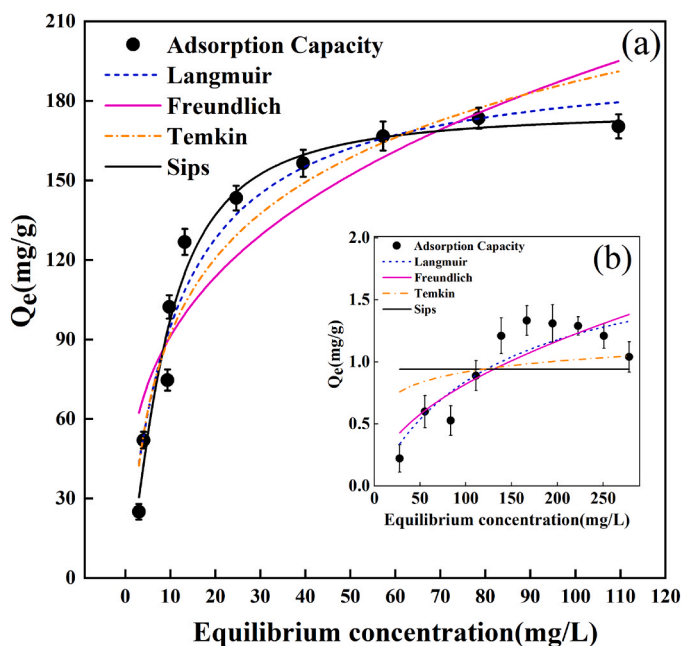 210
180
150
120
90
60
30
0
Qe(mg/g)
(a)
Adsorption Capacity
Langmuir
Freundlich
Temkin
Sips
2.0
1.5
1.0
0.5
0.0
Qe(mg/g)
(b)
Adsorption Capacity
Langmuir
Freundlich
Temkin
Sips
0 50 100 150 200 250
Equilibrium concentration(mg/L)
0 10 20 30 40 50 60 70 80 90 100 110 120
Equilibrium concentration(mg/L)